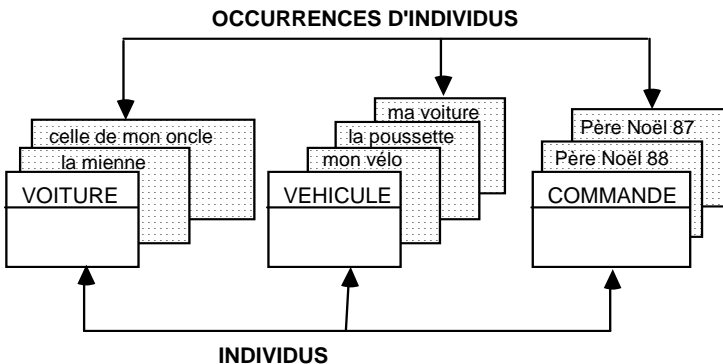 OCCURRENCES D'INDIVIDUS
celle de mon oncle
la mienne
VOITURE
ma voiture
la poussette
mon vélo
VEHICULE
Père Noël 87
Père Noël 88
COMMANDE
INDIVIDUS